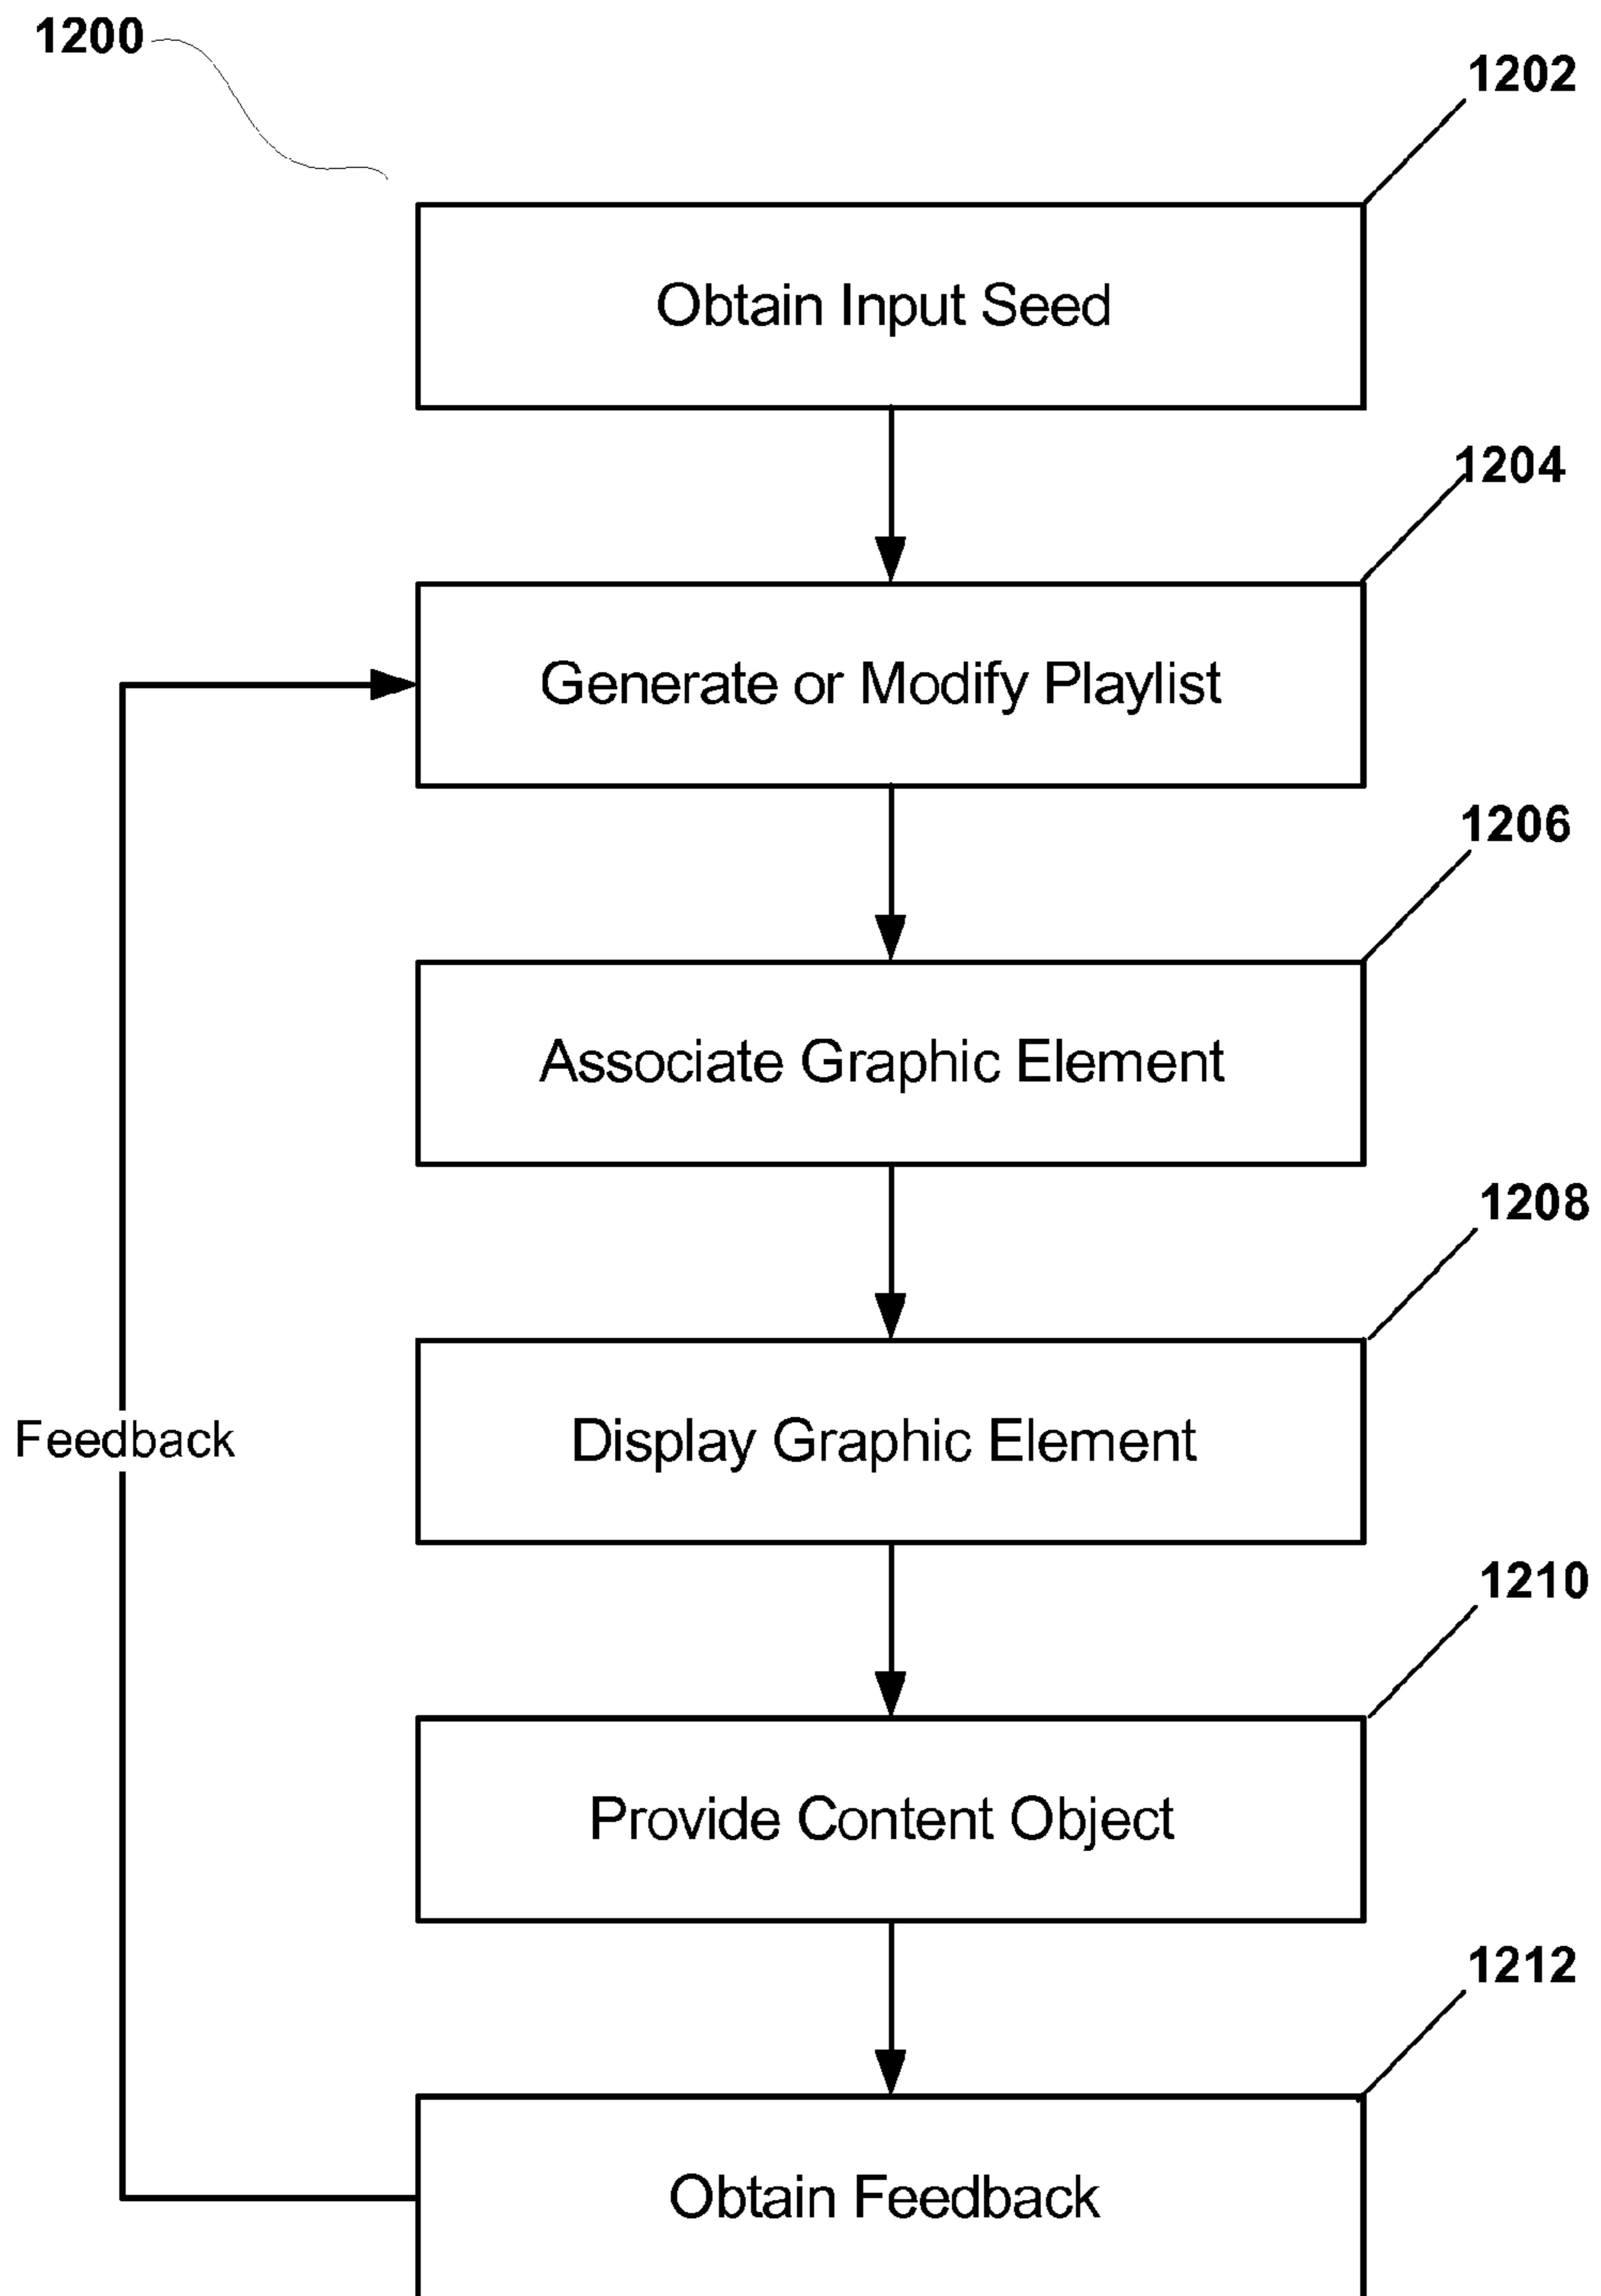 1200
1202
Obtain Input Seed
1204
Generate or Modify Playlist
1206
Associate Graphic Element
1208
Display Graphic Element
Feedback
1210
Provide Content Object
1212
Obtain Feedback